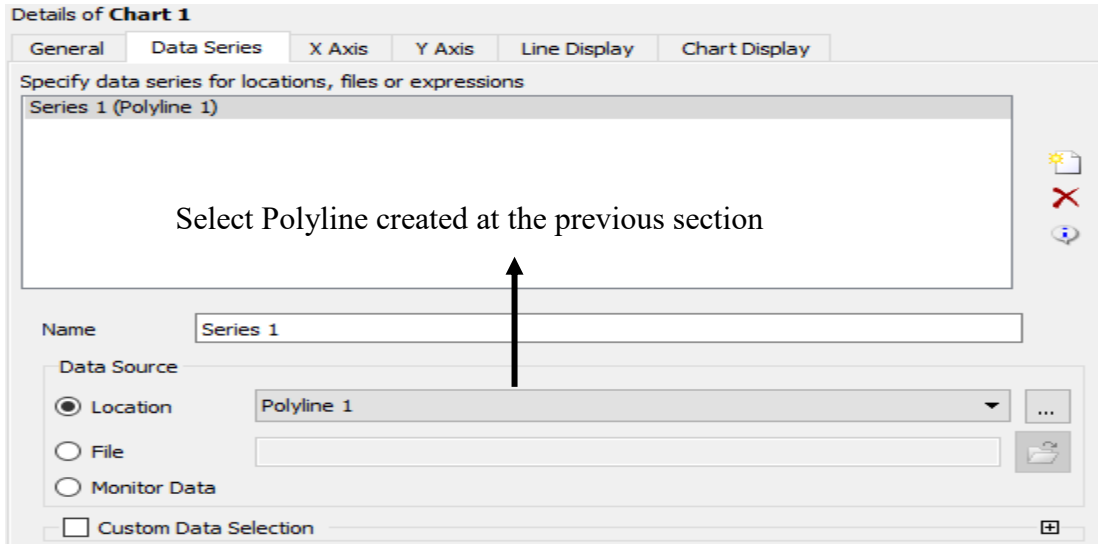 Details of Chart 1
General Data Series X Axis Y Axis Line Display Chart Display
Specify data series for locations, files or expressions
Series 1 (Polyline 1)
Select Polyline created at the previous section
Name Series 1
Data Source
Location Polyline 1 ...
File
Monitor Data
Custom Data Selection